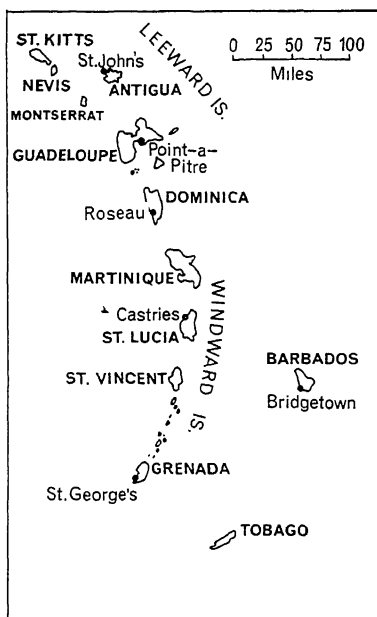 ST. KITTS
St. John's
LEEWARD IS.
0 25 50 75 100
Miles
NEVIS
ANTIGUA
MONTSERRAT
GUADELOUPE
Point-a-
Pitre
DOMINICA
Roseau
MARTINIQUE
WINDWARD IS.
Castries
ST. LUCIA
ST. VINCENT
BARBADOS
Bridgetown
GRENADA
St. George's
TOBAGO